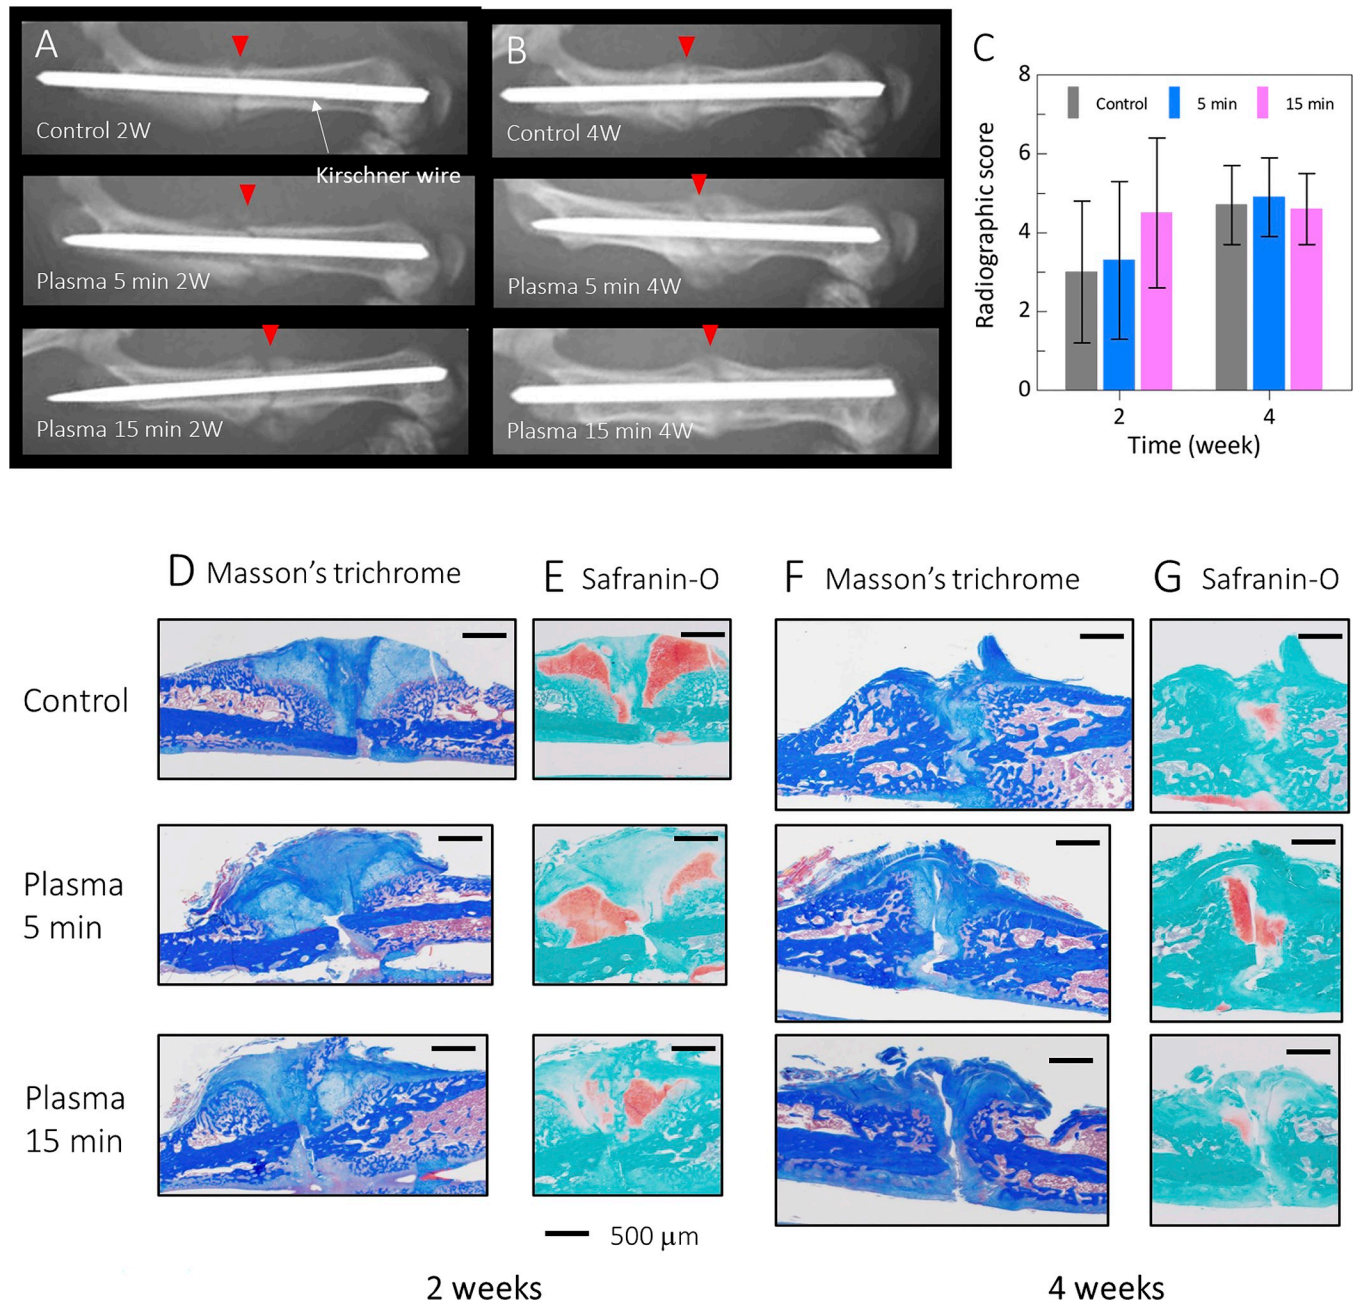 A
Control 2W
Kirschner wire
Plasma 5 min 2W
Plasma 15 min 2W
B
Control 4W
Plasma 5 min 4W
Plasma 15 min 4W
C
8
6
4
2
0
Radiographic score
Control 5 min 15 min
2 4
Time (week)
D Masson’s trichrome
E Safranin-O
F Masson’s trichrome
G Safranin-O
Control
Plasma
5 min
Plasma
15 min
500 μm
2 weeks
4 weeks